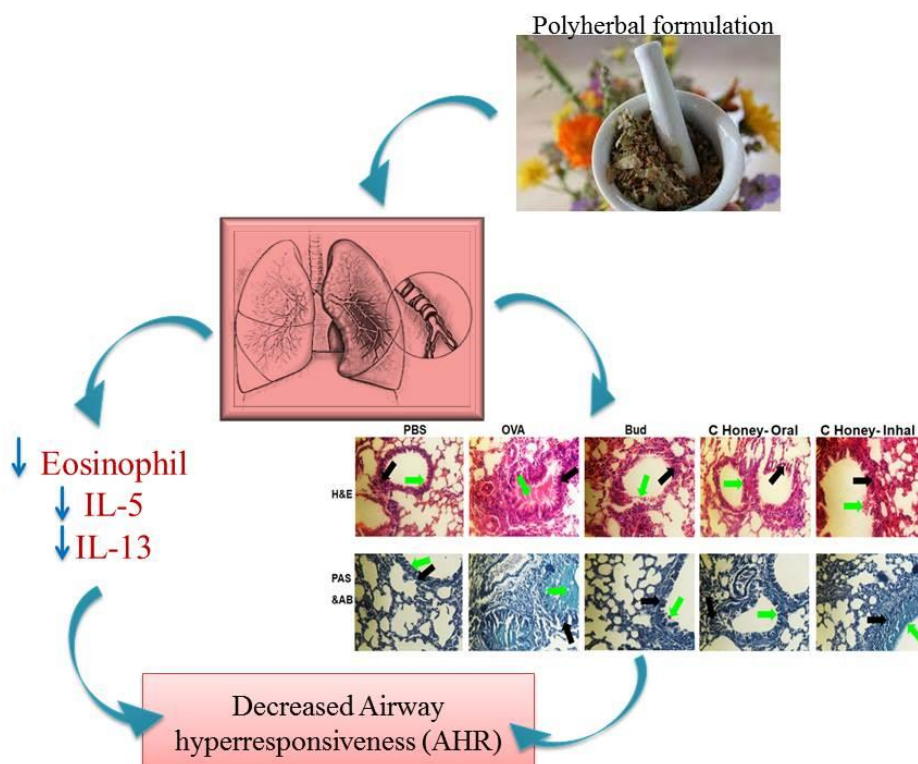 Polyherbal formulation
PBS
OVA
Bud
C Honey- Oral
C Honey- Inhal
H&E
PAS
&AB
Eosinophil
IL-5
IL-13
Decreased Airway
hyperresponsiveness (AHR)